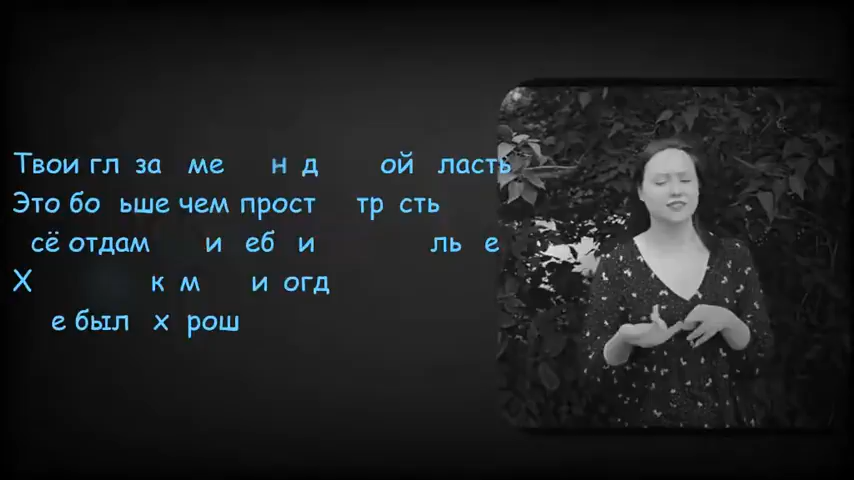 Твои гл за ме н д ой ласть
Это бо ьше чем прост тр сть
сё отдам и еб и ль е
Х к м и огд
е был х рош